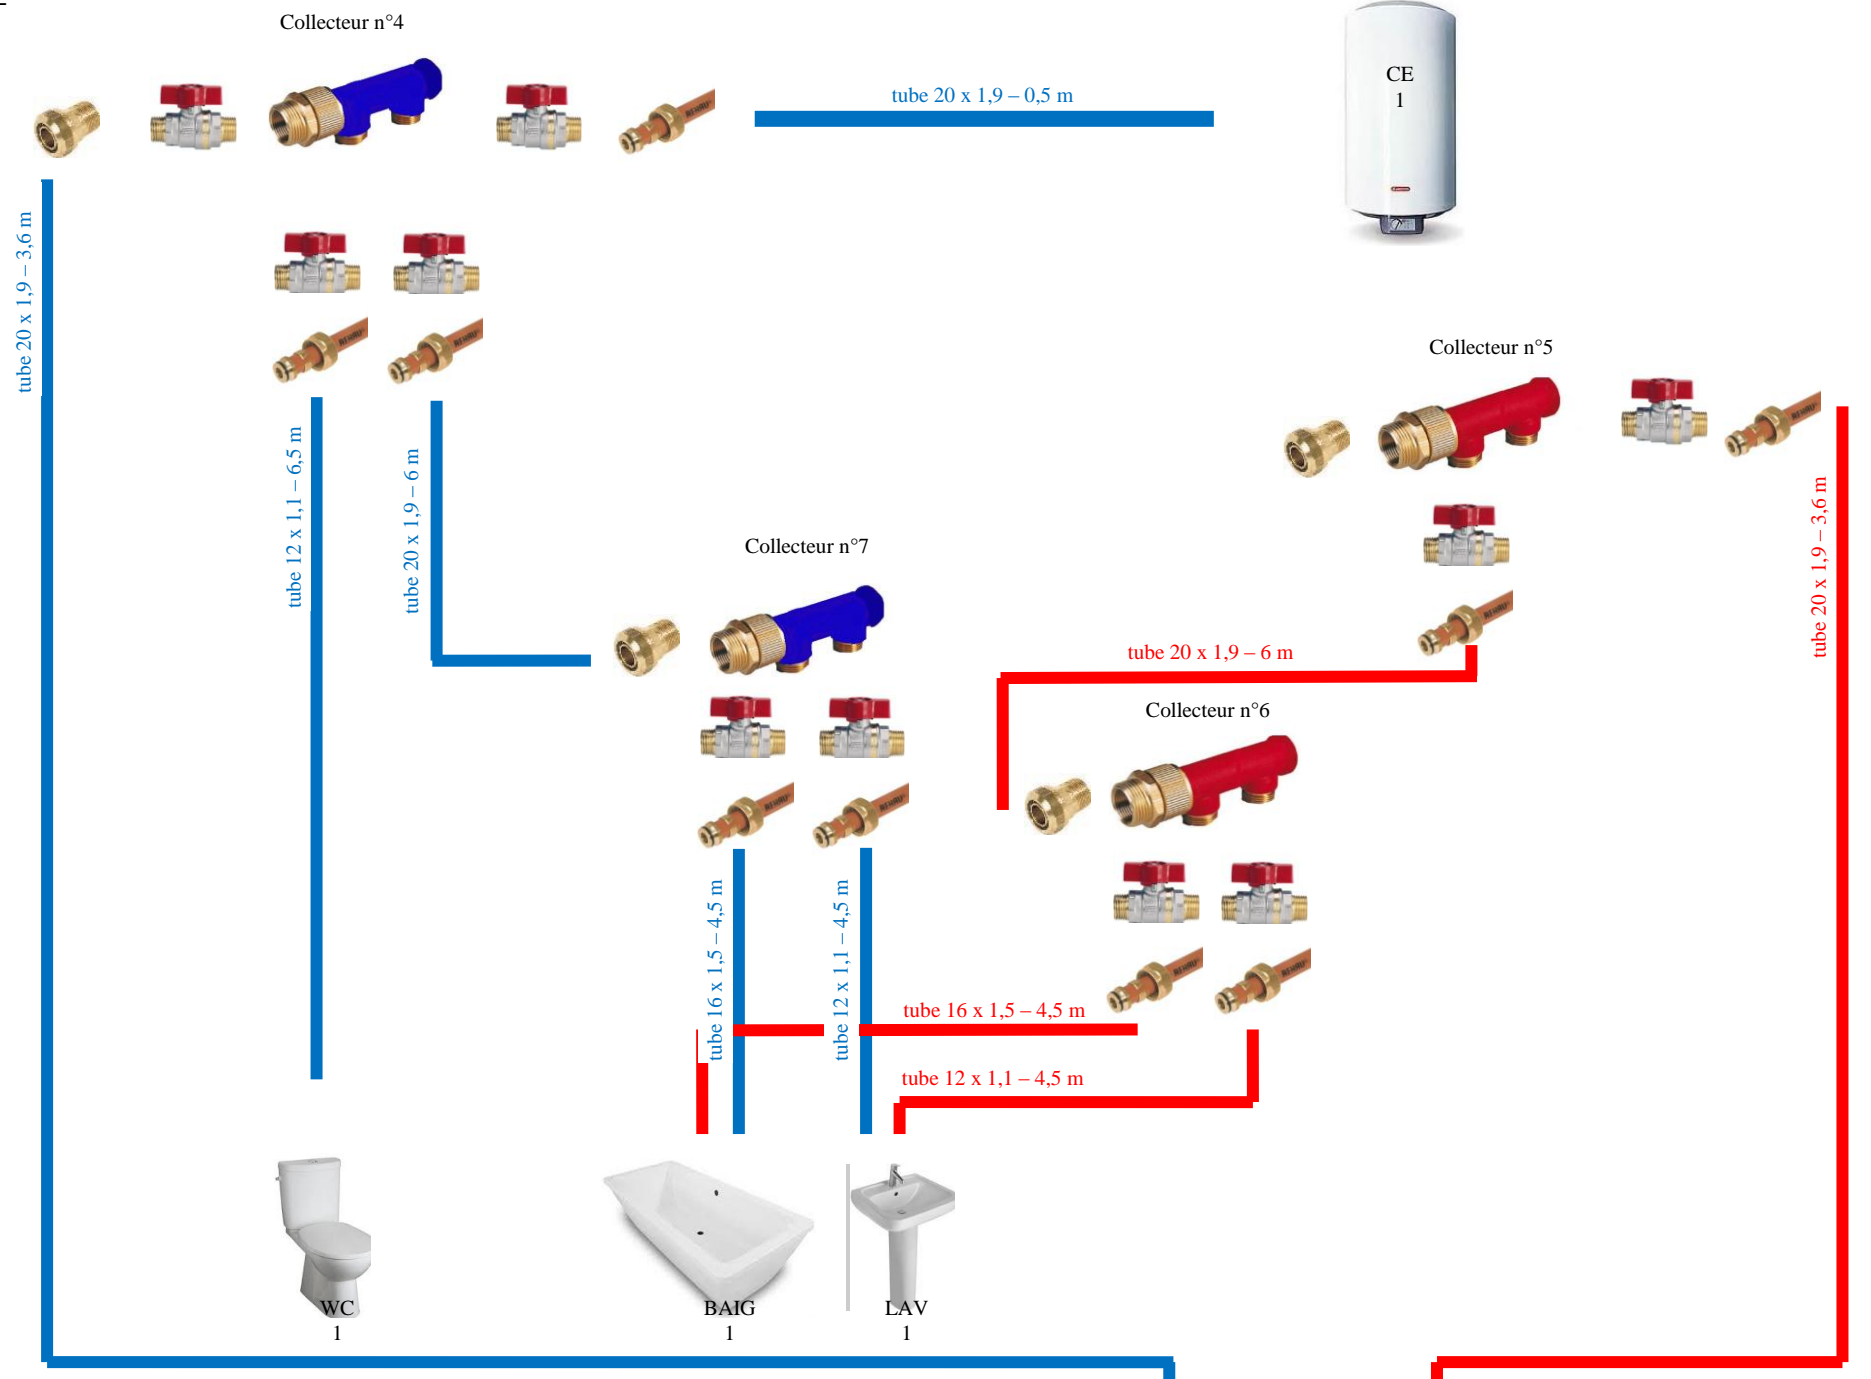 Collecteur n°4
CE
1
tube 20 x 1,9 – 0,5 m
tube 20 x 1,9 – 3,6 m
Collecteur n°5
tube 12 x 1,1 – 6,5 m
tube 20 x 1,9 – 6 m
tube 20 x 1,9 – 3,6 m
Collecteur n°7
tube 20 x 1,9 – 6 m
Collecteur n°6
tube 16 x 1,5 – 4,5 m
tube 12 x 1,1 – 4,5 m
tube 16 x 1,5 – 4,5 m
tube 12 x 1,1 – 4,5 m
WC
1
BAIG
1
LAV
1